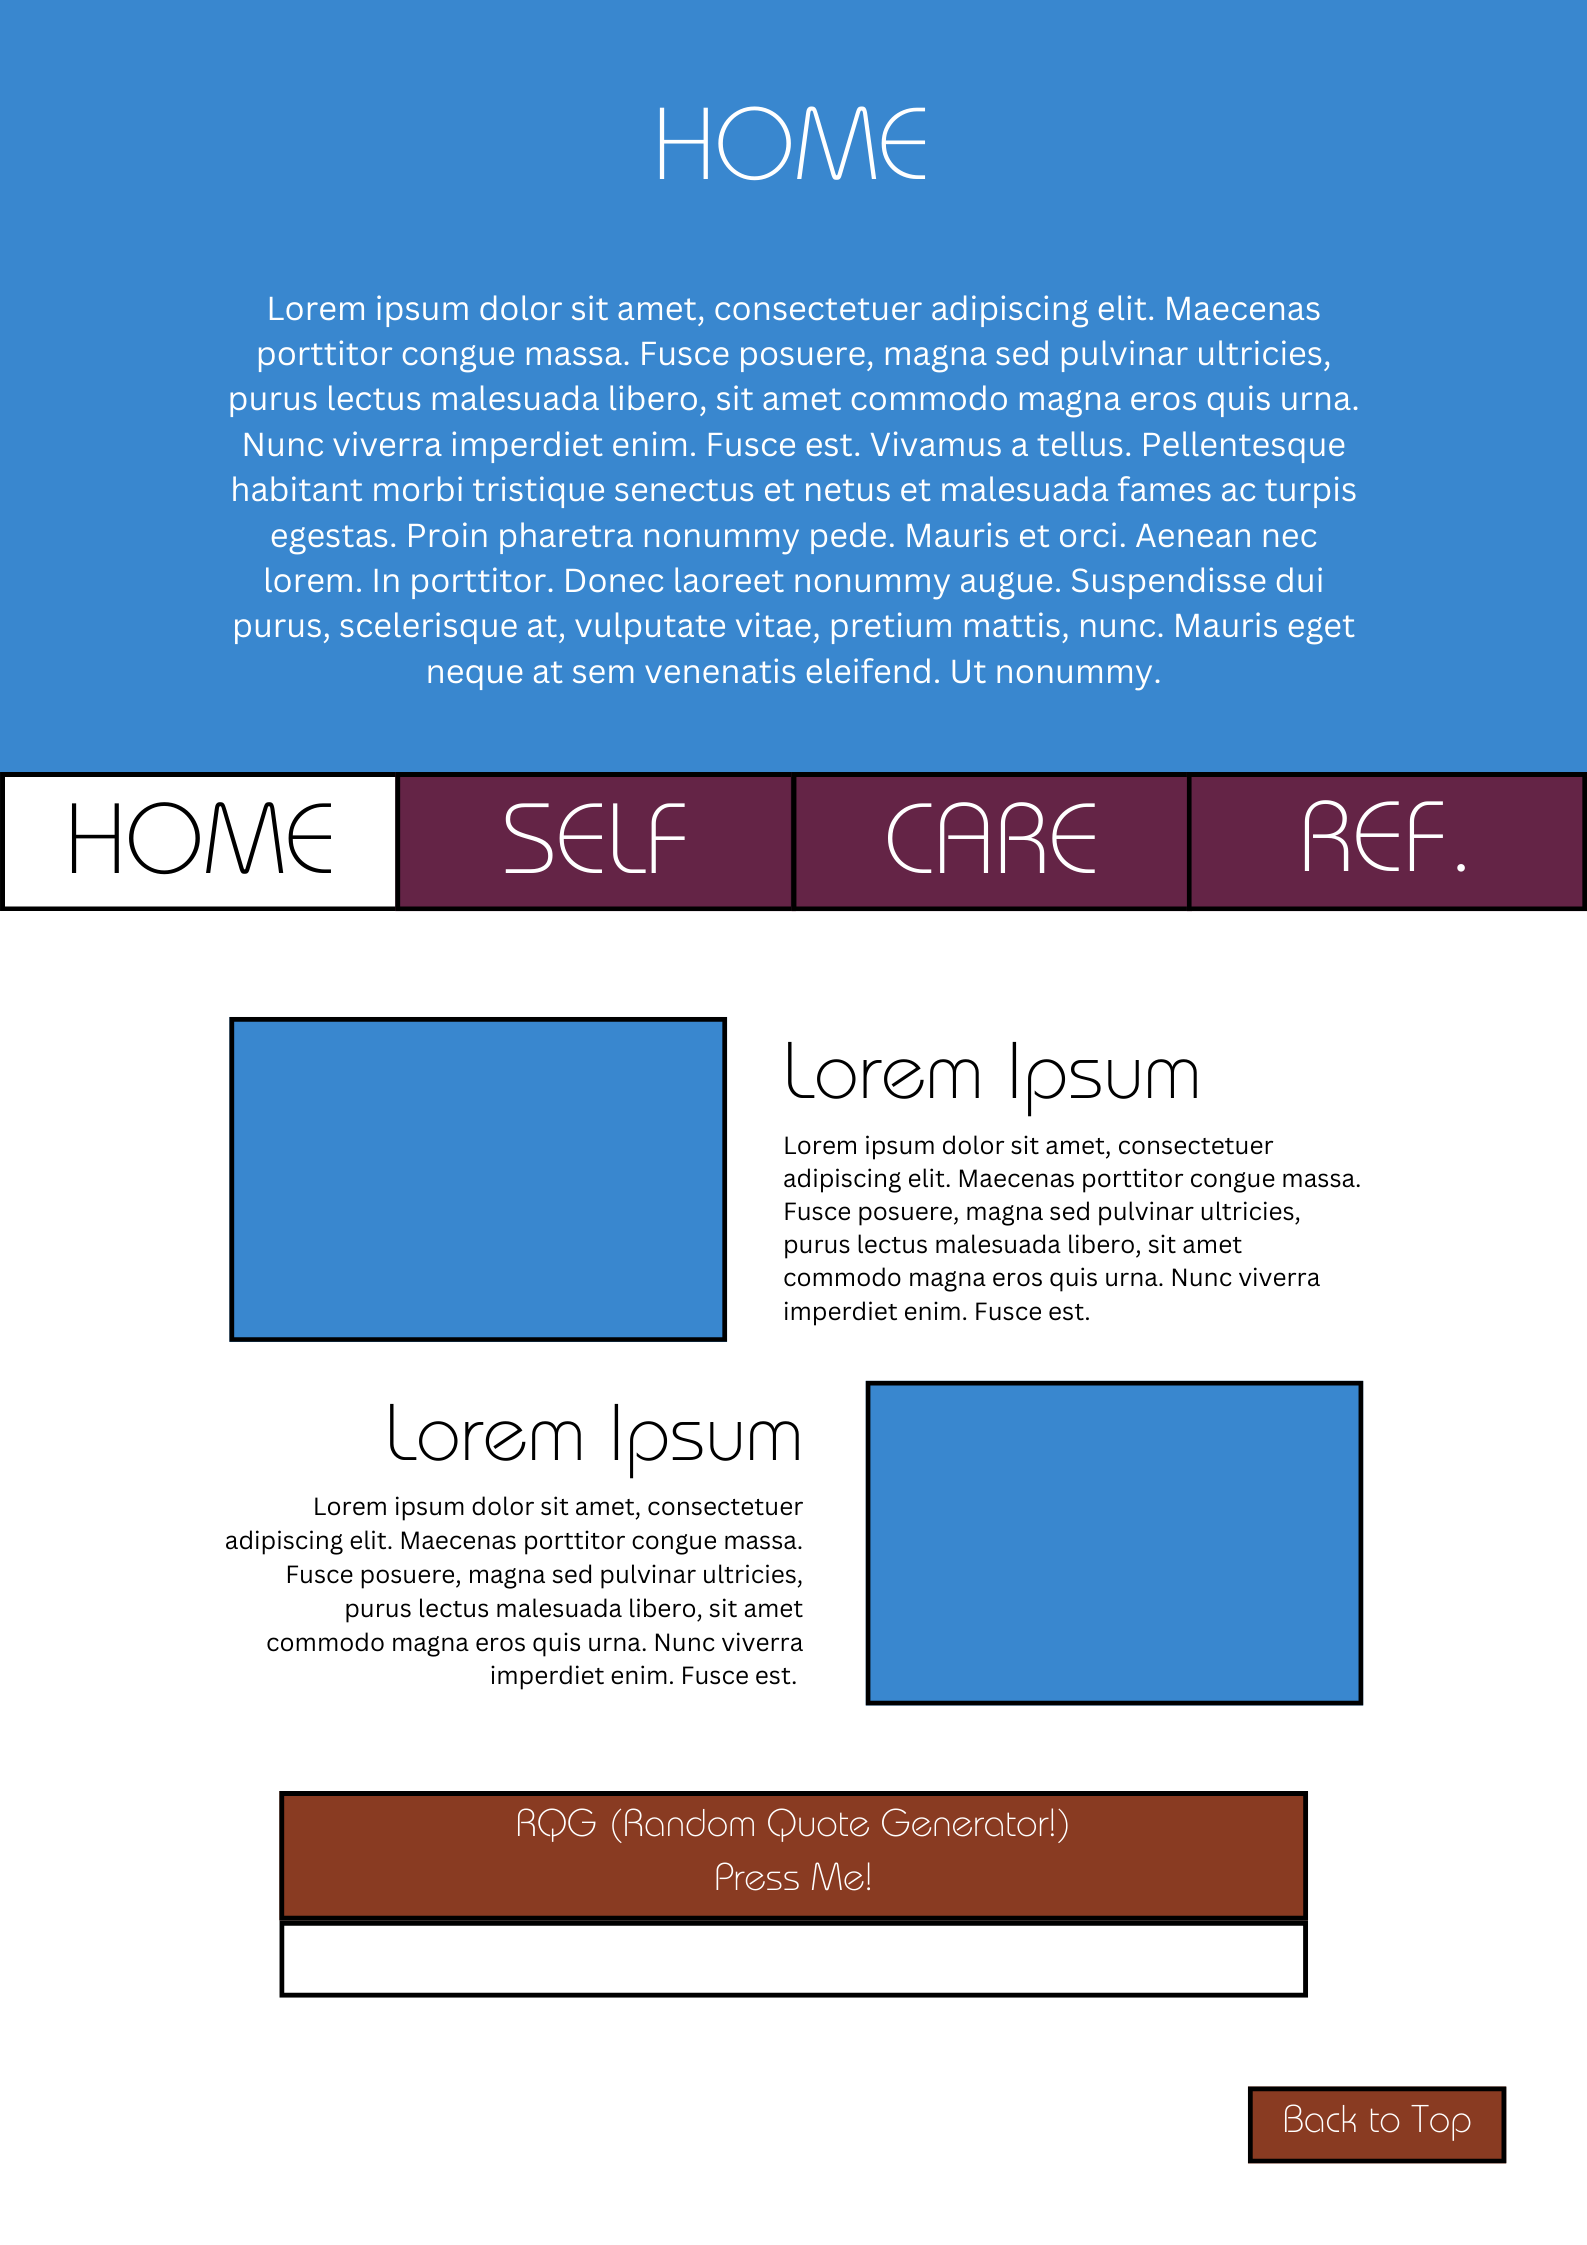 HOME
Lorem ipsum dolor sit amet, consectetuer adipiscing elit. Maecenas
porttitor congue massa. Fusce posuere, magna sed pulvinar ultricies,
purus lectus malesuada libero, sit amet commodo magna eros quis urna.
Nunc viverra imperdiet enim. Fusce est. Vivamus a tellus. Pellentesque
habitant morbi tristique senectus et netus et malesuada fames ac turpis
egestas. Proin pharetra nonummy pede. Mauris et orci. Aenean nec
lorem. In porttitor. Donec laoreet nonummy augue. Suspendisse dui
purus, scelerisque at, vulputate vitae, pretium mattis, nunc. Mauris eget
neque at sem venenatis eleifend. Ut nonummy.
HOME SELF CARE REF.
Lorem Ipsum
Lorem ipsum dolor sit amet, consectetuer
adipiscing elit. Maecenas porttitor congue massa.
Fusce posuere, magna sed pulvinar ultricies,
purus lectus malesuada libero, sit amet
commodo magna eros quis urna. Nunc viverra
imperdiet enim. Fusce est.
Lorem Ipsum
Lorem ipsum dolor sit amet, consectetuer
adipiscing elit. Maecenas porttitor congue massa.
Fusce posuere, magna sed pulvinar ultricies,
purus lectus malesuada libero, sit amet
commodo magna eros quis urna. Nunc viverra
imperdiet enim. Fusce est.
RQG (Random Quote Generator!)
Press Me!
Back to Top